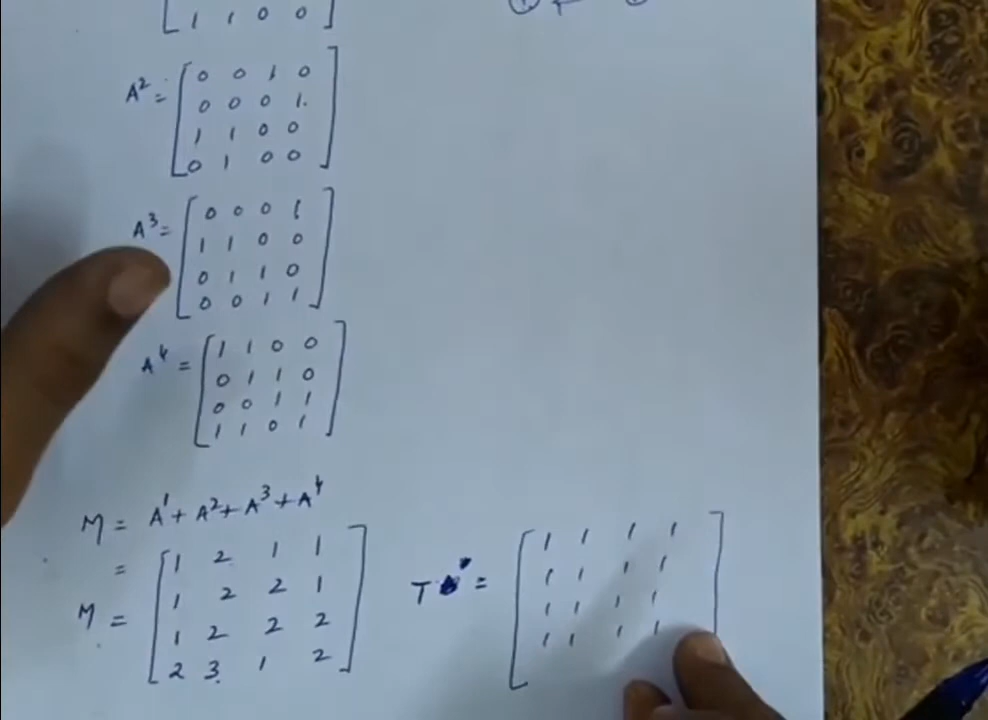 1 1 0 0
A² = 0 0 1 0
0 0 0 1.
1 1 0 0
0 1 0 0
A³ = 0 0 0 1
1 1 0 0
0 1 1 0
0 0 1 1
A⁴ = 1 1 0 0
0 1 1 0
0 0 1 1
1 1 0 1
M = A¹ + A² + A³ + A⁴
= 1 2 1 1
M = 1 2 2 1
1 2 2 2
2 3 1 2
T = 1 1 1 1
1 1 1 1
1 1 1 1
1 1 1 1